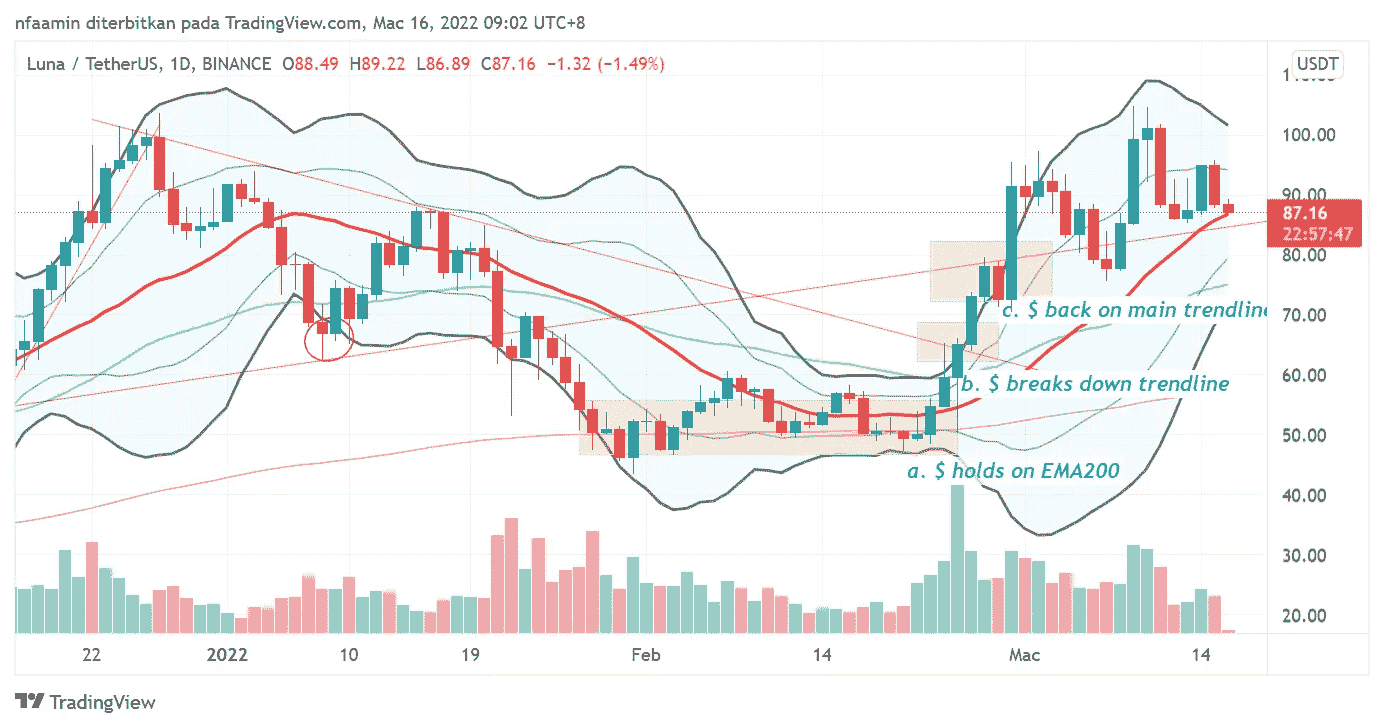 nfaamin diterbitkan pada TradingView.com, Mac 16, 2022 09:02 UTC+8
Luna / TetherUS, 1D, BINANCE O88.49 H89.22 L86.89 C87.16 −1.32 (−1.49%)
USDT
100.00
90.00
87.16
22:57:47
80.00
c. $ back on main trendline
70.00
60.00
b. $ breaks down trendline
50.00
a. $ holds on EMA200
40.00
30.00
20.00
22 2022 10 19 Feb 14 Mac 14
TradingView